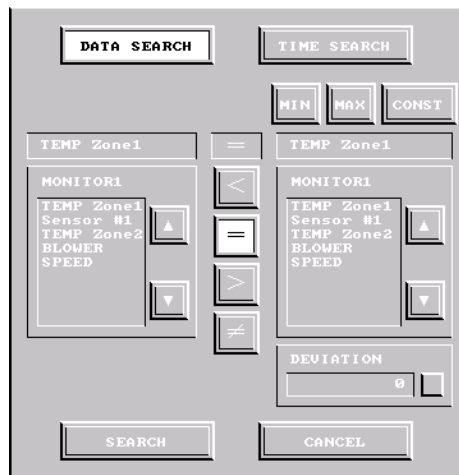 DATA SEARCH TIME SEARCH
MIN MAX CONST
TEMP Zone1 = TEMP Zone1
MONITOR1
TEMP Zone1
Sensor #1
TEMP Zone2
BLOWER
SPEED
<
=
>
≠
MONITOR1
TEMP Zone1
Sensor #1
TEMP Zone2
BLOWER
SPEED
DEVIATION
0
SEARCH CANCEL